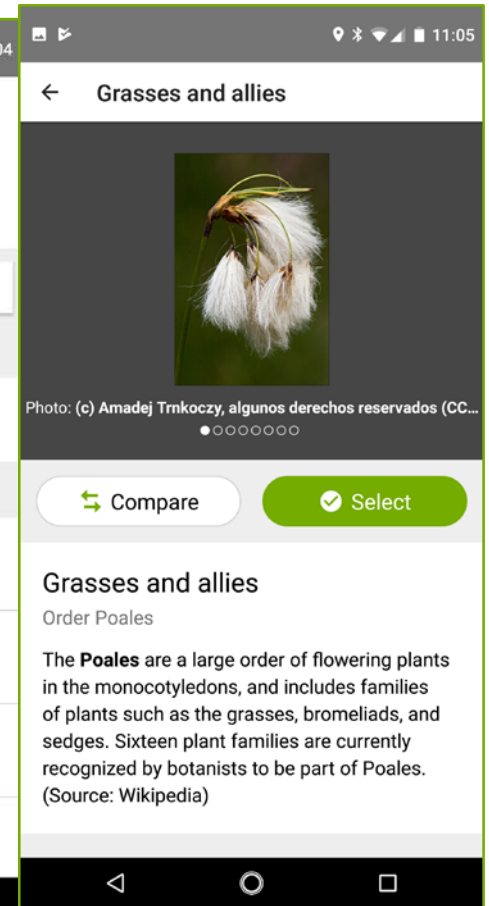 04
11:05
Grasses and allies
Photo: (c) Amadej Trnkoczy, algunos derechos reservados (CC...
Compare
Select
Grasses and allies
Order Poales
The Poales are a large order of flowering plants
in the monocotyledons, and includes families
of plants such as the grasses, bromeliads, and
sedges. Sixteen plant families are currently
recognized by botanists to be part of Poales.
(Source: Wikipedia)